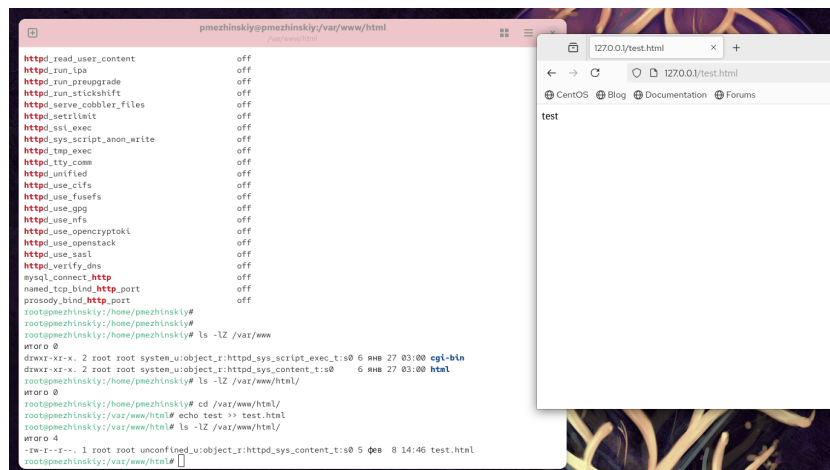 pmezhinskiy@pmezhinskiy:/var/www/html
/var/www/html
httpd_read_user_content off
httpd_run_ipa off
httpd_run_preupgrade off
httpd_run_stickshift off
httpd_serve_cobbler_files off
httpd_setrlimit off
httpd_ssi_exec off
httpd_sys_script_anon_write off
httpd_tmp_exec off
httpd_tty_comm off
httpd_unified off
httpd_use_cifs off
httpd_use_fusefs off
httpd_use_gpg off
httpd_use_nfs off
httpd_use_opencryptoki off
httpd_use_openstack off
httpd_use_sasl off
httpd_verify_dns off
mysql_connect_http off
named_tcp_bind_http_port off
prosody_bind_http_port off
root@pmezhinskiy:/home/pmezhinskiy#
root@pmezhinskiy:/home/pmezhinskiy#
root@pmezhinskiy:/home/pmezhinskiy# ls -lZ /var/www
итого 0
drwxr-xr-x. 2 root root system_u:object_r:httpd_sys_script_exec_t:s0 6 янв 27 03:00 cgi-bin
drwxr-xr-x. 2 root root system_u:object_r:httpd_sys_content_t:s0 6 янв 27 03:00 html
root@pmezhinskiy:/home/pmezhinskiy# ls -lZ /var/www/html/
итого 0
root@pmezhinskiy:/home/pmezhinskiy# cd /var/www/html/
root@pmezhinskiy:/var/www/html# echo test >> test.html
root@pmezhinskiy:/var/www/html# ls -lZ /var/www/html/
итого 4
-rw-r--r--. 1 root root unconfined_u:object_r:httpd_sys_content_t:s0 5 фев 8 14:46 test.html
root@pmezhinskiy:/var/www/html#
127.0.0.1/test.html
127.0.0.1/test.html
CentOS Blog Documentation Forums
test